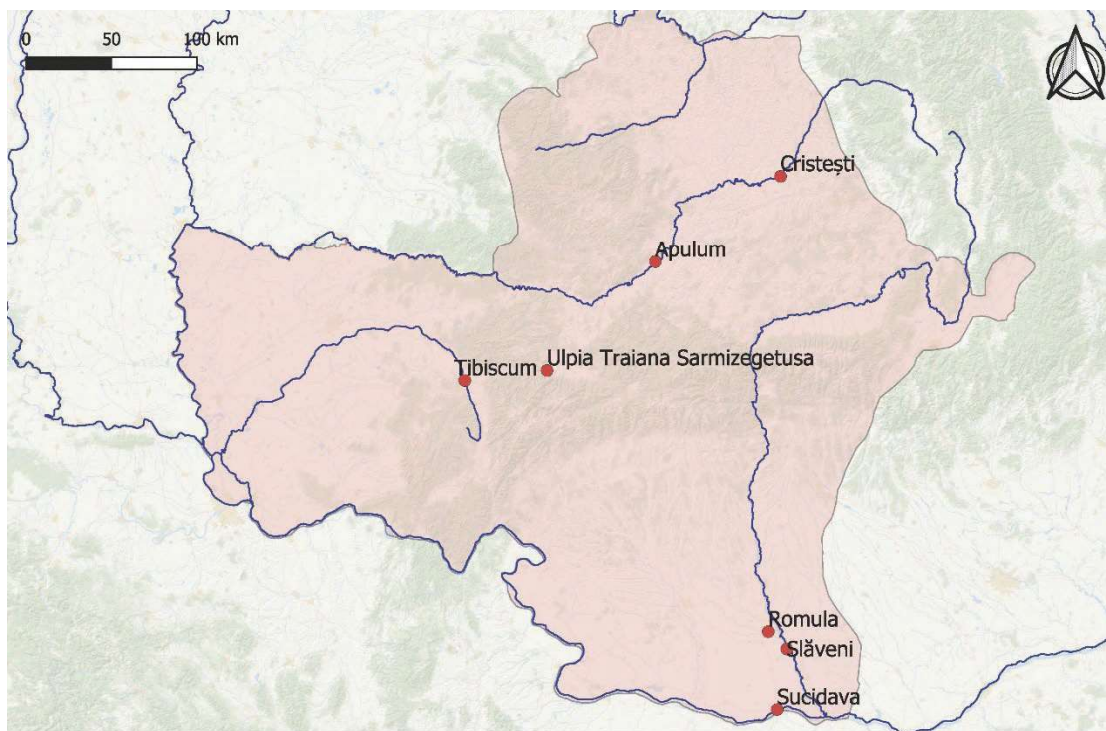 0 50 100 km
Cristești
Apulum
Ulpia Traiana Sarmizegetusa
Tibiscum
Romula
Slăveni
Sucidava